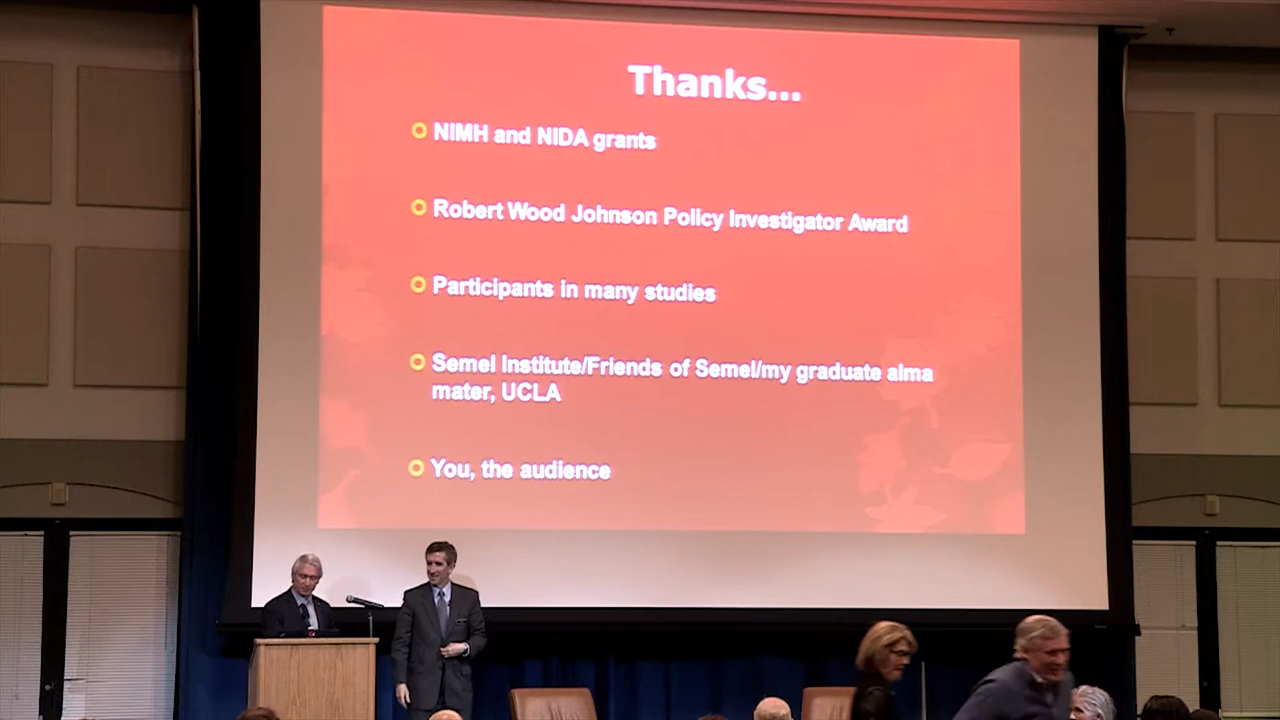 Thanks...
NIMH and NIDA grants
Robert Wood Johnson Policy Investigator Award
Participants in many studies
Semel Institute/Friends of Semel/my graduate alma
mater, UCLA
You, the audience